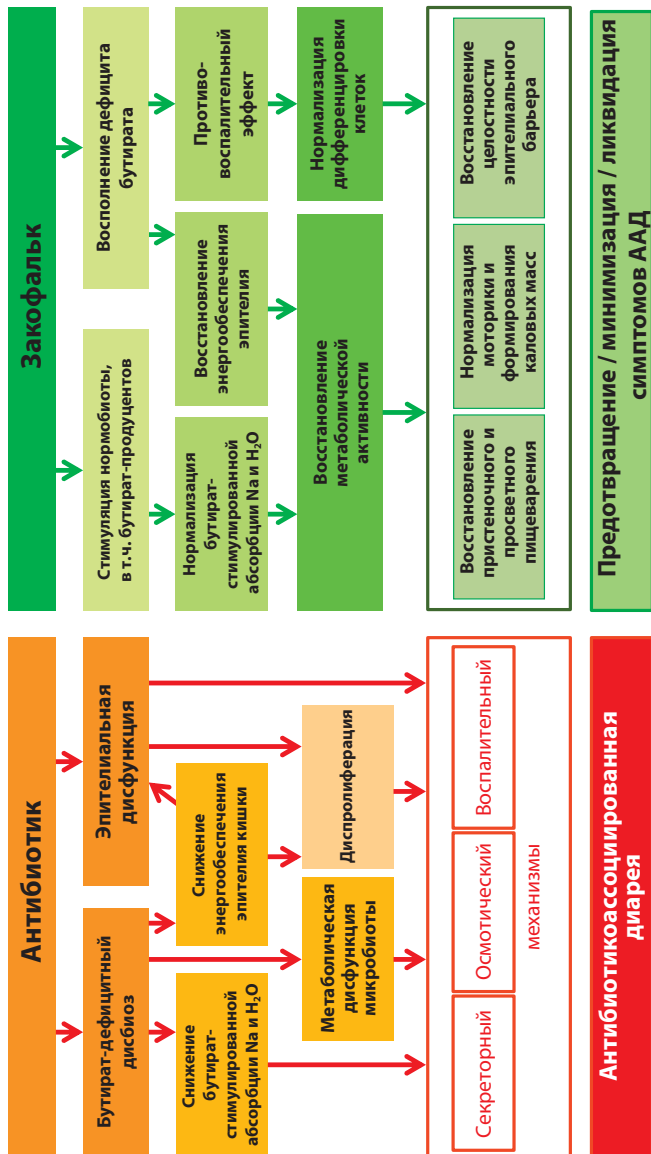 Антибиотик
Бутират-дефицитный
дисбиоз
Эпителиальная
дисфункция
Снижение
бутират-
стимулированной
абсорбции Na и H₂O
Снижение
энергообеспечения
эпителия кишки
Метаболическая
дисфункция
микробиоты
Диспролиферация
Секреторный
Осмотический
Воспалительный
механизмы
Антибиотикоассоциированная
диарея
Закофальк
Стимуляция нормобиоты,
в т.ч. бутират-продуцентов
Восполнение дефицита
бутирата
Нормализация
бутират-
стимулированной
абсорбции Na и H₂O
Восстановление
энергообеспечения
эпителия
Противо-
воспалительный
эффект
Восстановление
метаболической
активности
Нормализация
дифференцировки
клеток
Восстановление
пристеночного и
просветного
пищеварения
Нормализация
моторики и
формирования
каловых масс
Восстановление
целостности
эпителиального
барьера
Предотвращение / минимизация / ликвидация
симптомов ААД